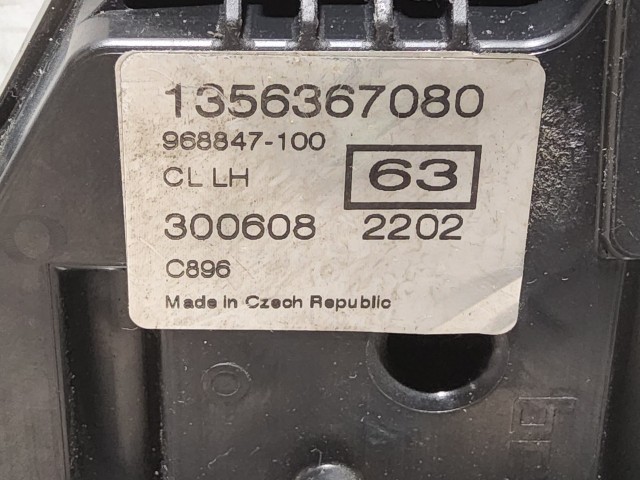 1356367080
968847-100
CL LH 63
300608 2202
C896
Made in Czech Republic